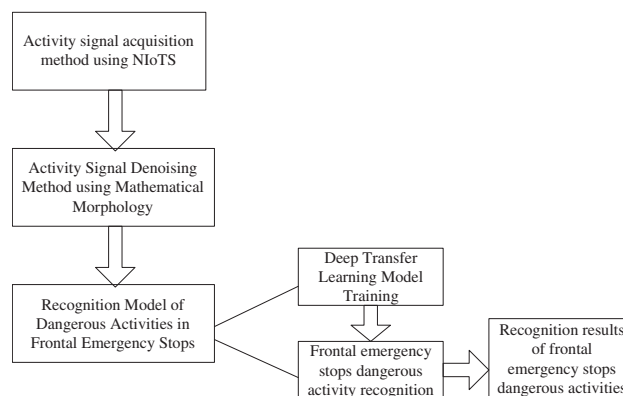 Activity signal acquisition
method using NIoTS
Activity Signal Denoising
Method using Mathematical
Morphology
Recognition Model of
Dangerous Activities in
Frontal Emergency Stops
Deep Transfer
Learning Model
Training
Frontal emergency
stops dangerous
activity recognition
Recognition results
of frontal
emergency stops
dangerous activities